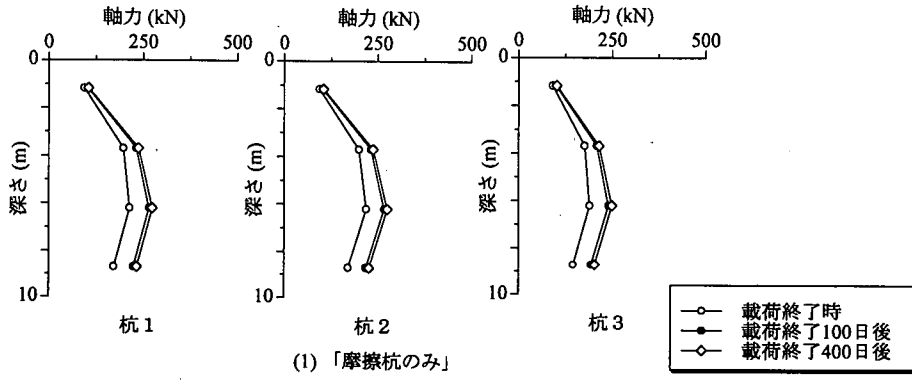 軸力 (kN)
0 250 500
0
深さ (m)
10
杭1
軸力 (kN)
0 250 500
0
深さ (m)
10
杭2
軸力 (kN)
0 250 500
0
深さ (m)
10
杭3
載荷終了時
載荷終了100日後
載荷終了400日後
(1) 「摩擦杭のみ」